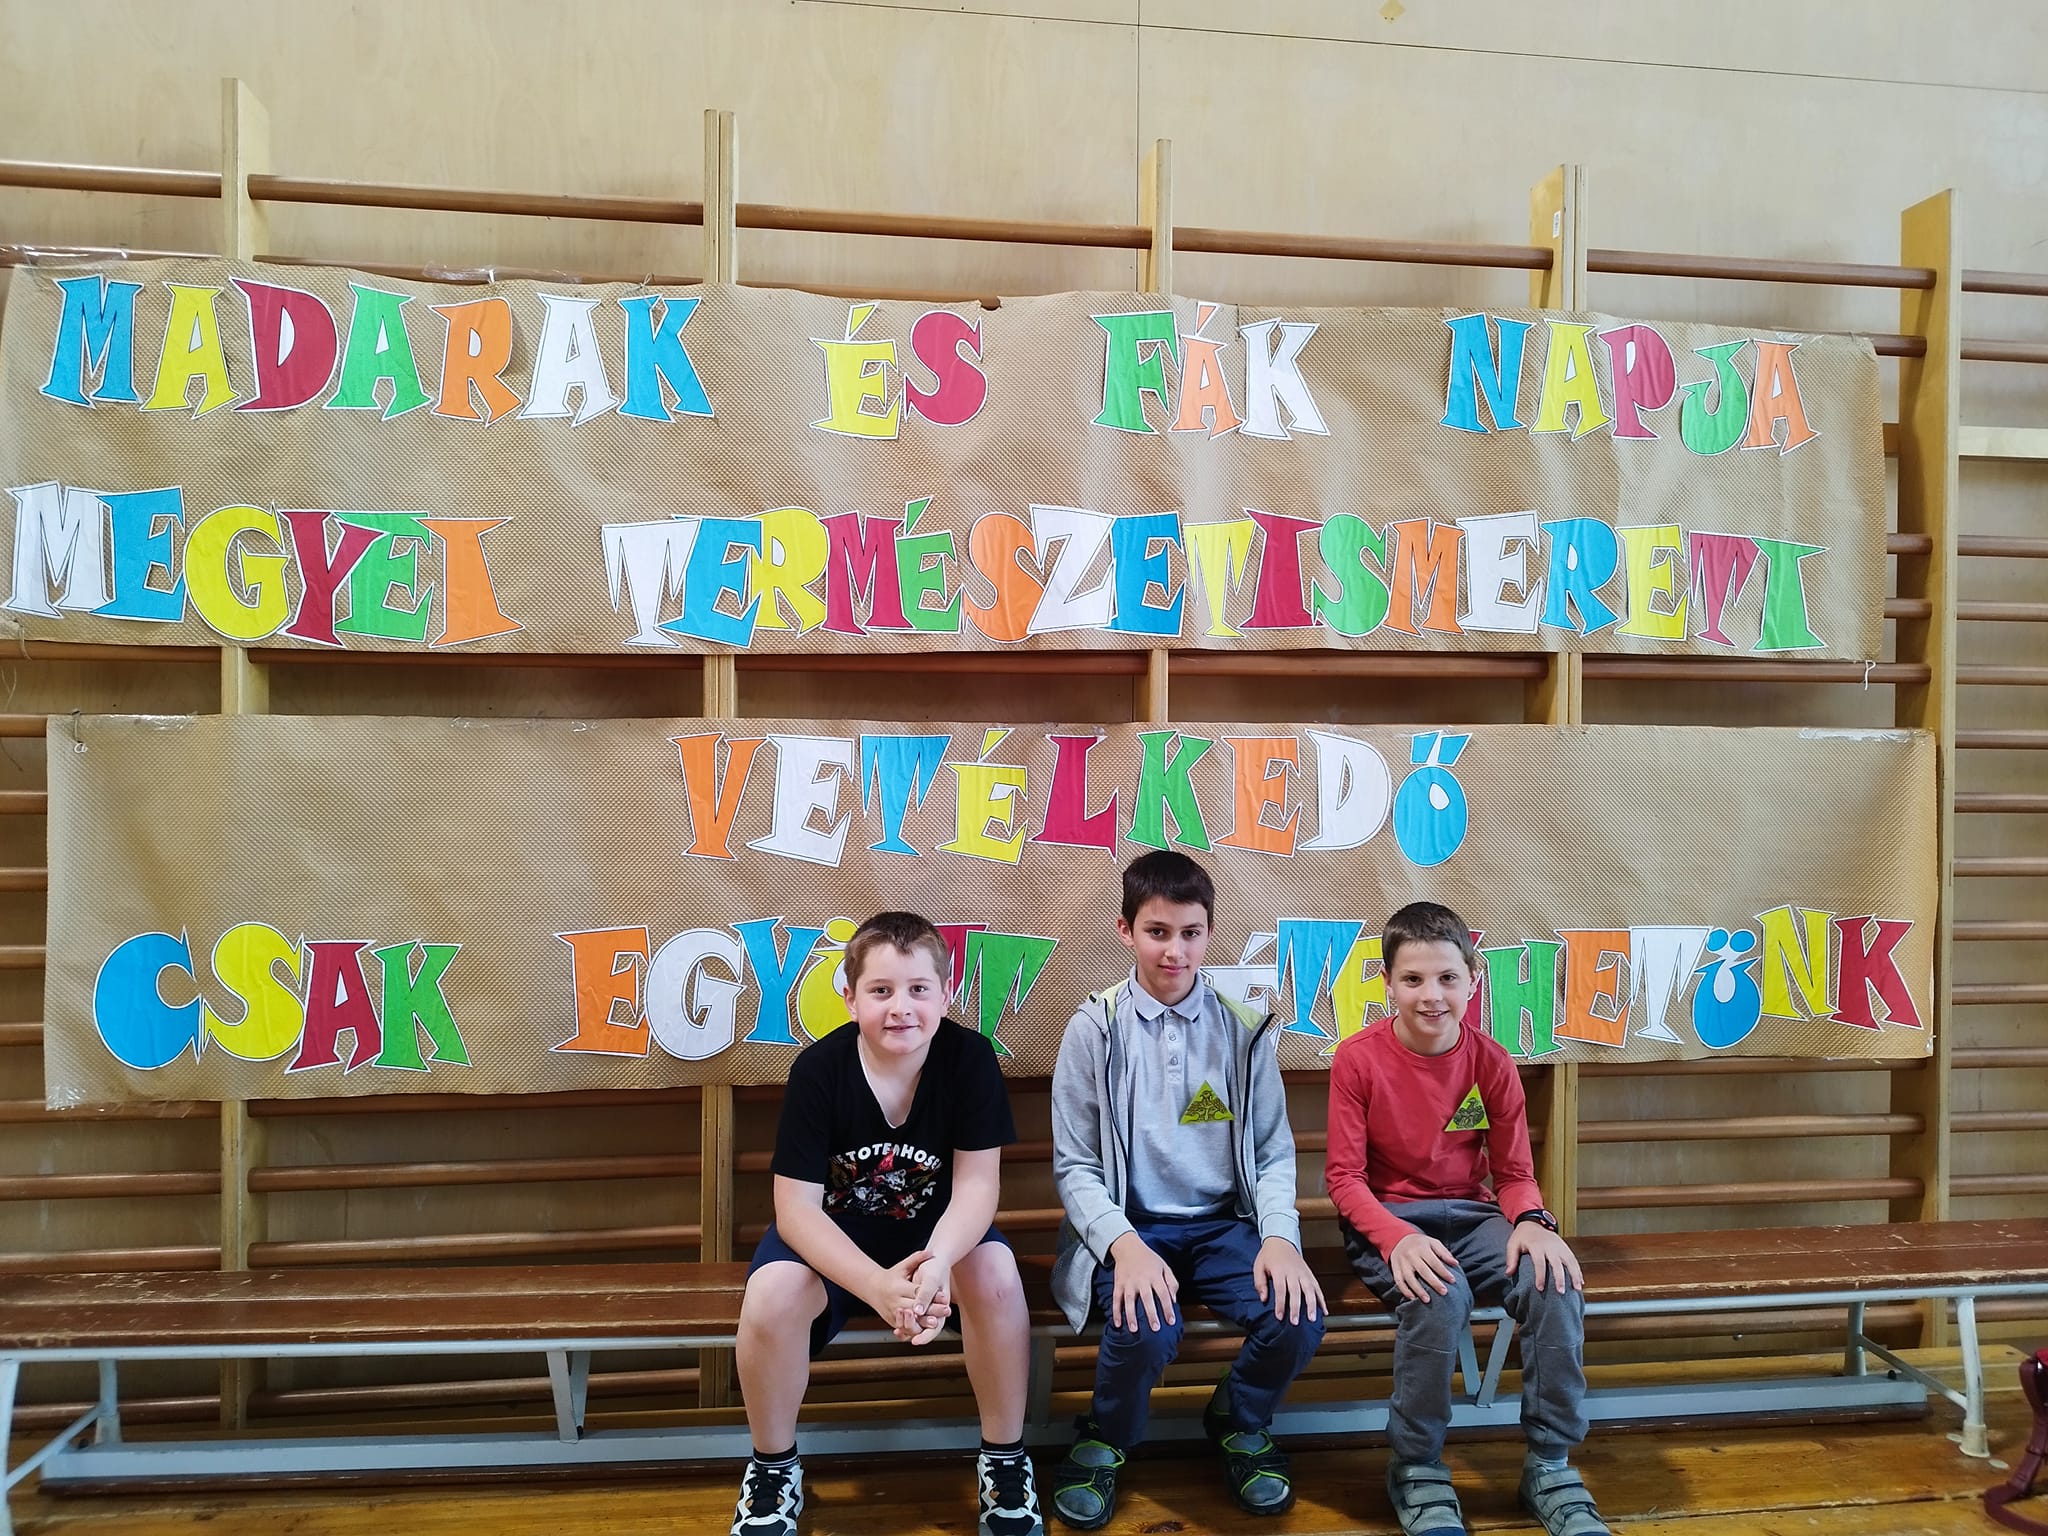 MADARAK ÉS FÁK NAPJA
MEGYEI TERMÉSZETISMERETI
VETÉLKEDŐ
CSAK EGYÜTT